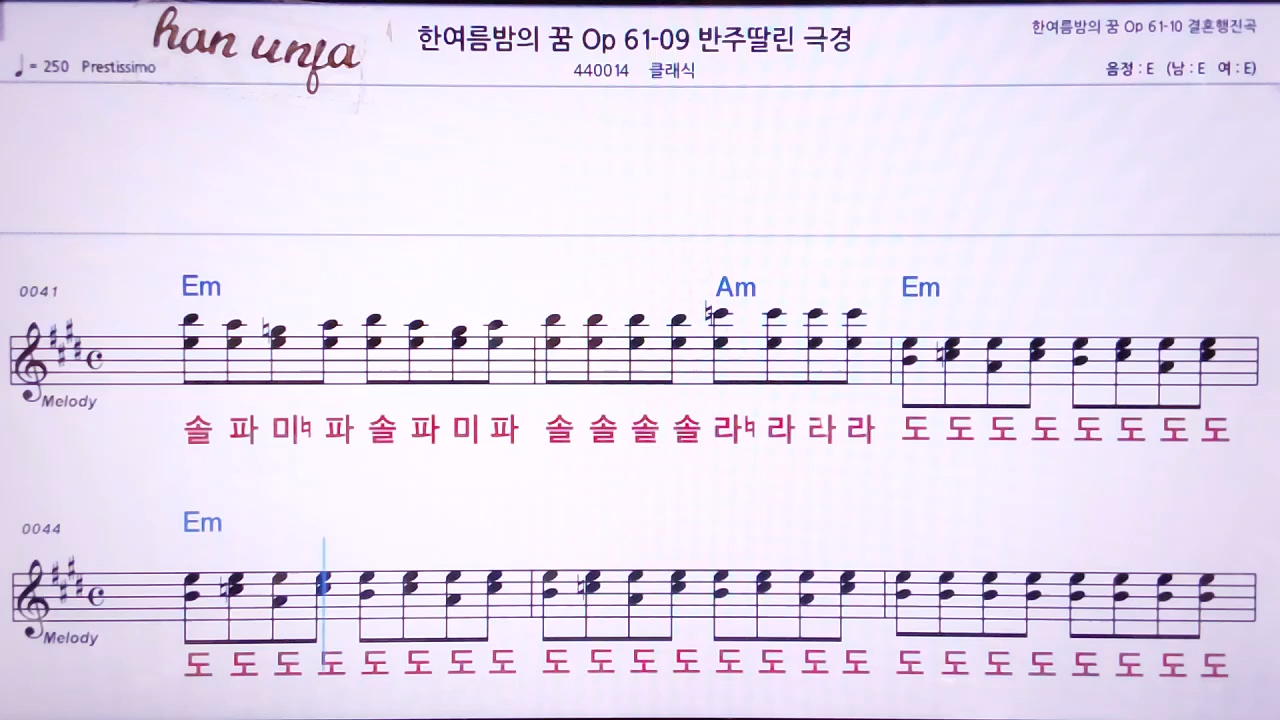 han unfa
한여름밤의 꿈 Op 61-09 반주딸린 극경
한여름밤의 꿈 Op 61-10 결혼행진곡
♩= 250 Prestissimo
440014 클래식
음정 : E (남 : E 여 : E)
0041
Em Am Em
Melody
솔 파 미♮ 파 솔 파 미 파 솔 솔 솔 솔 라♮ 라 라 라 도 도 도 도 도 도 도 도
0044
Em
Melody
도 도 도 도 도 도 도 도 도 도 도 도 도 도 도 도 도 도 도 도 도 도 도 도